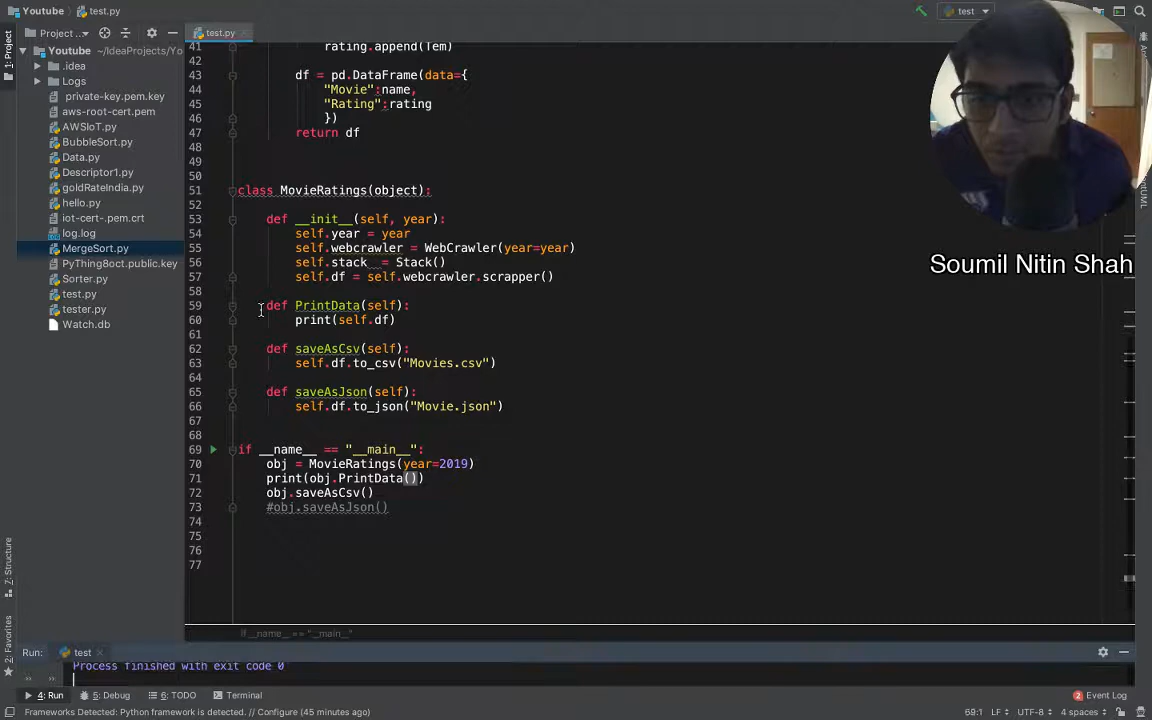 Youtube test.py
test
Project
test.py
1: Project
Youtube ~/IdeaProjects/Yo
.idea
Logs
private-key.pem.key
aws-root-cert.pem
AWSIoT.py
BubbleSort.py
Data.py
Descriptor1.py
goldRateIndia.py
hello.py
iot-cert-.pem.crt
log.log
MergeSort.py
PyThing8oct.public.key
Sorter.py
test.py
tester.py
Watch.db
41 rating.append(Tem)
42
43 df = pd.DataFrame(data={
44 "Movie":name,
45 "Rating":rating
46 })
47 return df
48
49
50
51 class MovieRatings(object):
52
53 def __init__(self, year):
54 self.year = year
55 self.webcrawler = WebCrawler(year=year)
56 self.stack = Stack()
57 self.df = self.webcrawler.scrapper()
58
59 def PrintData(self):
60 print(self.df)
61
62 def saveAsCsv(self):
63 self.df.to_csv("Movies.csv")
64
65 def saveAsJson(self):
66 self.df.to_json("Movie.json")
67
68
69 if __name__ == "__main__":
70 obj = MovieRatings(year=2019)
71 print(obj.PrintData())
72 obj.saveAsCsv()
73 #obj.saveAsJson()
74
75
76
77
if __name__ == "__main__"
Soumil Nitin Shah
7: Structure
2: Favorites
Run: test
Process finished with exit code 0
4: Run 5: Debug 6: TODO Terminal
2 Event Log
Frameworks Detected: Python framework is detected. // Configure (45 minutes ago)
69:1 LF UTF-8 4 spaces